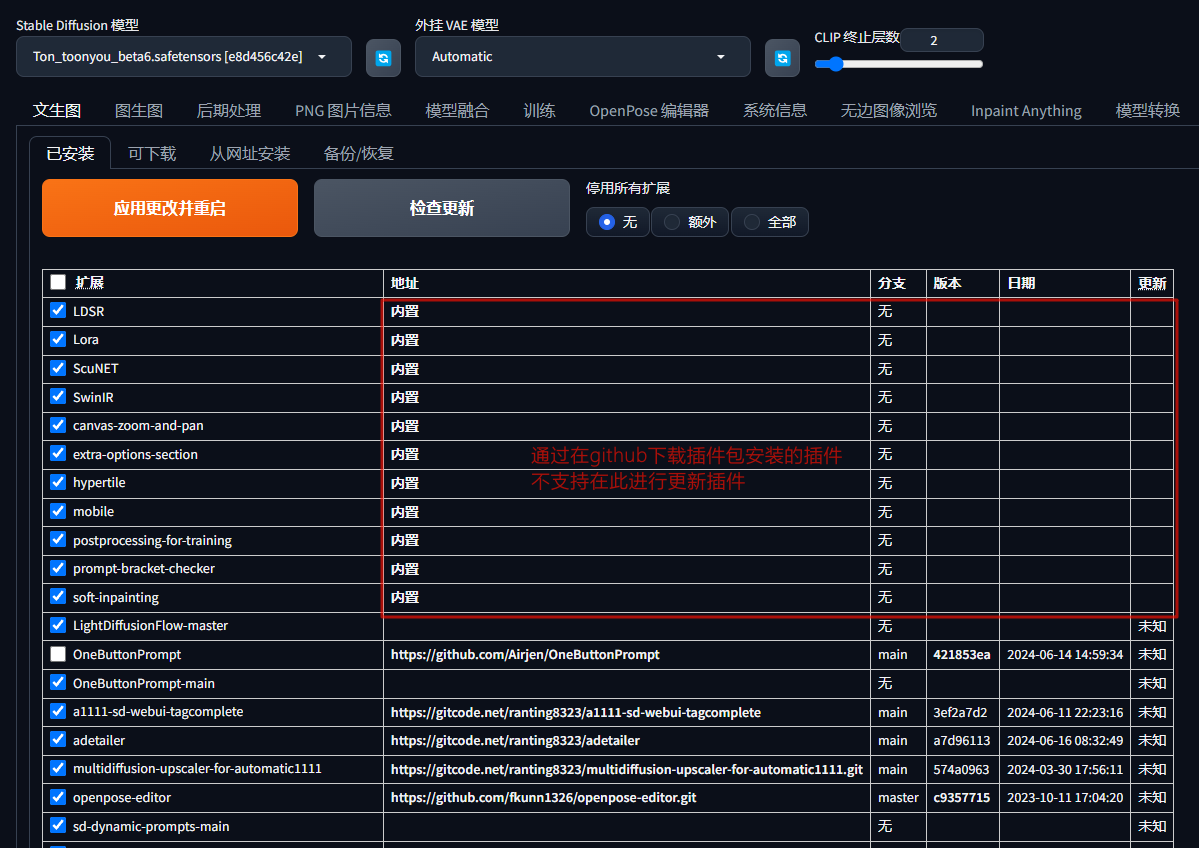 Stable Diffusion 模型
外挂 VAE 模型
CLIP 终止层数
2
Ton_toonyou_beta6.safetensors [e8d456c42e]
Automatic
文生图 图生图 后期处理 PNG 图片信息 模型融合 训练 OpenPose 编辑器 系统信息 无边图像浏览 Inpaint Anything 模型转换
已安装 可下载 从网址安装 备份/恢复
应用更改并重启
检查更新
停用所有扩展
无 额外 全部
扩展 地址 分支 版本 日期 更新
LDSR 内置 无
Lora 内置 无
ScuNET 内置 无
SwinIR 内置 无
canvas-zoom-and-pan 内置 无
extra-options-section 内置 无
通过在github下载插件包安装的插件
hypertile 内置 无
不支持在此进行更新插件
mobile 内置 无
postprocessing-for-training 内置 无
prompt-bracket-checker 内置 无
soft-inpainting 内置 无
LightDiffusionFlow-master 无 未知
OneButtonPrompt https://github.com/Airjen/OneButtonPrompt main 421853ea 2024-06-14 14:59:34 未知
OneButtonPrompt-main 无 未知
a1111-sd-webui-tagcomplete https://gitcode.net/ranting8323/a1111-sd-webui-tagcomplete main 3ef2a7d2 2024-06-11 22:23:16 未知
adetailer https://gitcode.net/ranting8323/adetailer main a7d96113 2024-06-16 08:32:49 未知
multidiffusion-upscaler-for-automatic1111 https://gitcode.net/ranting8323/multidiffusion-upscaler-for-automatic1111.git main 574a0963 2024-03-30 17:56:11 未知
openpose-editor https://github.com/fkunn1326/openpose-editor.git master c9357715 2023-10-11 17:04:20 未知
sd-dynamic-prompts-main 无 未知